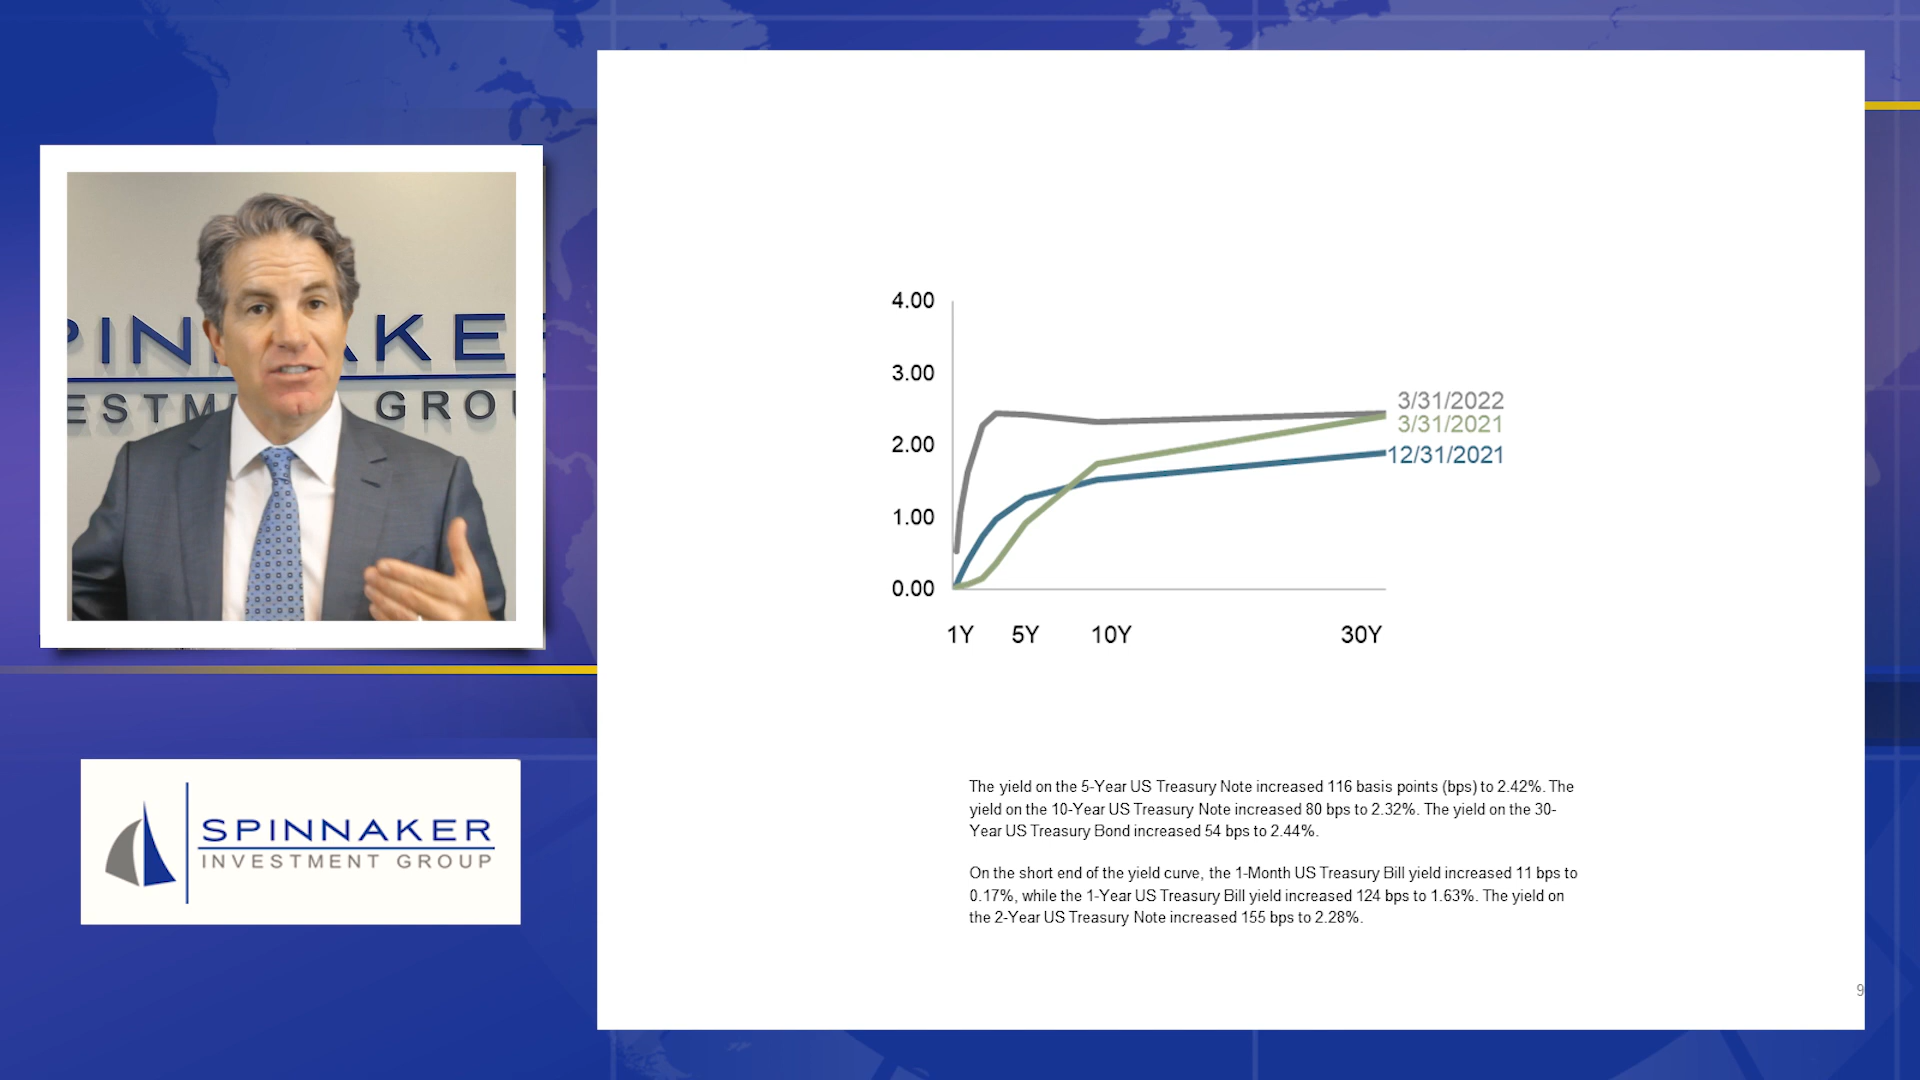 PINN AKER
ESTM GROU
SPINNAKER
INVESTMENT GROUP
4.00
3.00
2.00
1.00
0.00
1Y 5Y 10Y 30Y
3/31/2022
3/31/2021
12/31/2021
The yield on the 5-Year US Treasury Note increased 116 basis points (bps) to 2.42%. The
yield on the 10-Year US Treasury Note increased 80 bps to 2.32%. The yield on the 30-
Year US Treasury Bond increased 54 bps to 2.44%.
On the short end of the yield curve, the 1-Month US Treasury Bill yield increased 11 bps to
0.17%, while the 1-Year US Treasury Bill yield increased 124 bps to 1.63%. The yield on
the 2-Year US Treasury Note increased 155 bps to 2.28%.
9